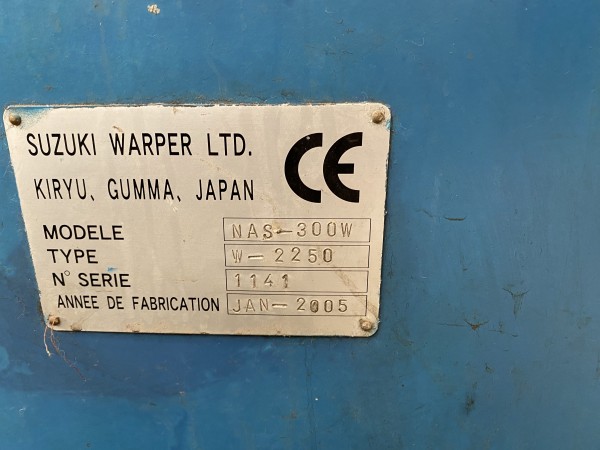 SUZUKI WARPER LTD.
CE
KIRYU, GUMMA, JAPAN
MODELE NAS-300W
TYPE W-2250
N° SERIE 1141
ANNEE DE FABRICATION JAN-2005